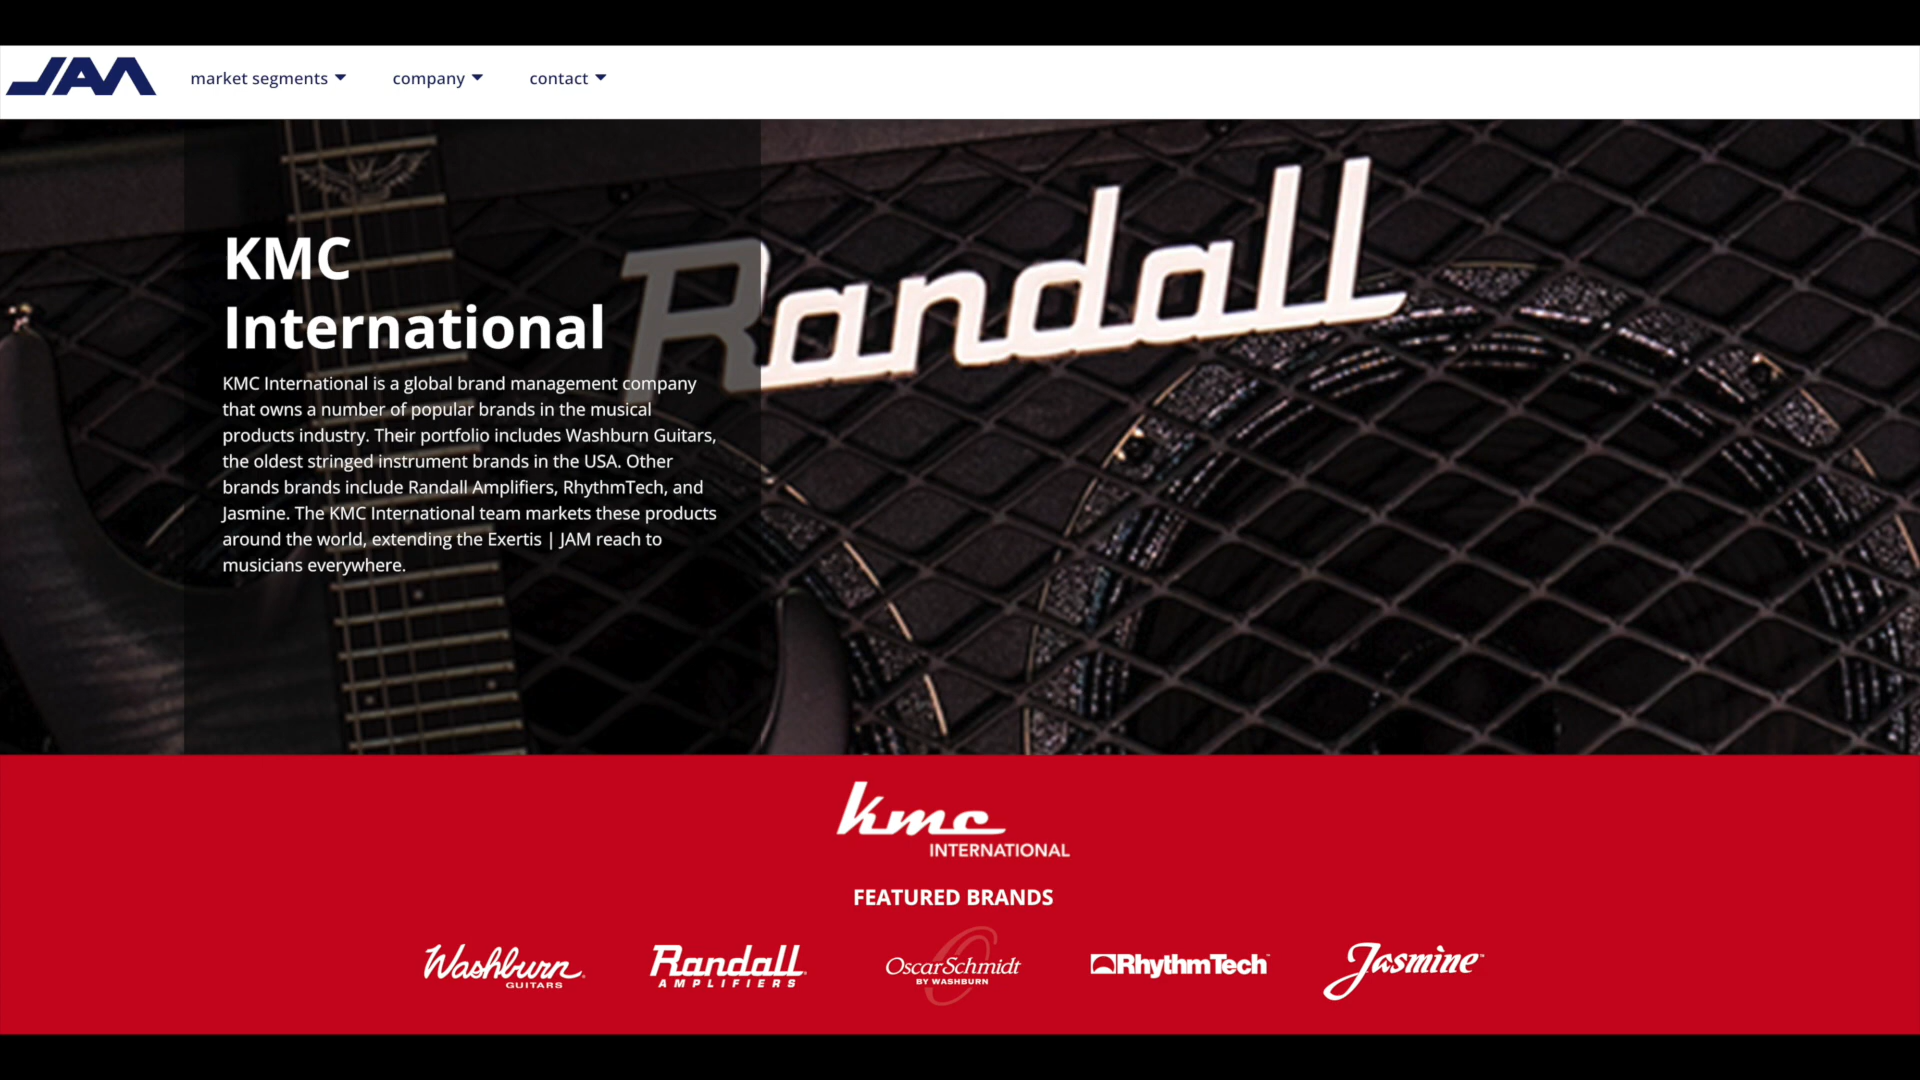 JAM
market segments
company
contact
Randall
KMC
International
KMC International is a global brand management company
that owns a number of popular brands in the musical
products industry. Their portfolio includes Washburn Guitars,
the oldest stringed instrument brands in the USA. Other
brands brands include Randall Amplifiers, RhythmTech, and
Jasmine. The KMC International team markets these products
around the world, extending the Exertis | JAM reach to
musicians everywhere.
kmc
INTERNATIONAL
FEATURED BRANDS
Washburn
GUITARS
Randall
AMPLIFIERS
OscarSchmidt
BY WASHBURN
RhythmTech
Jasmine